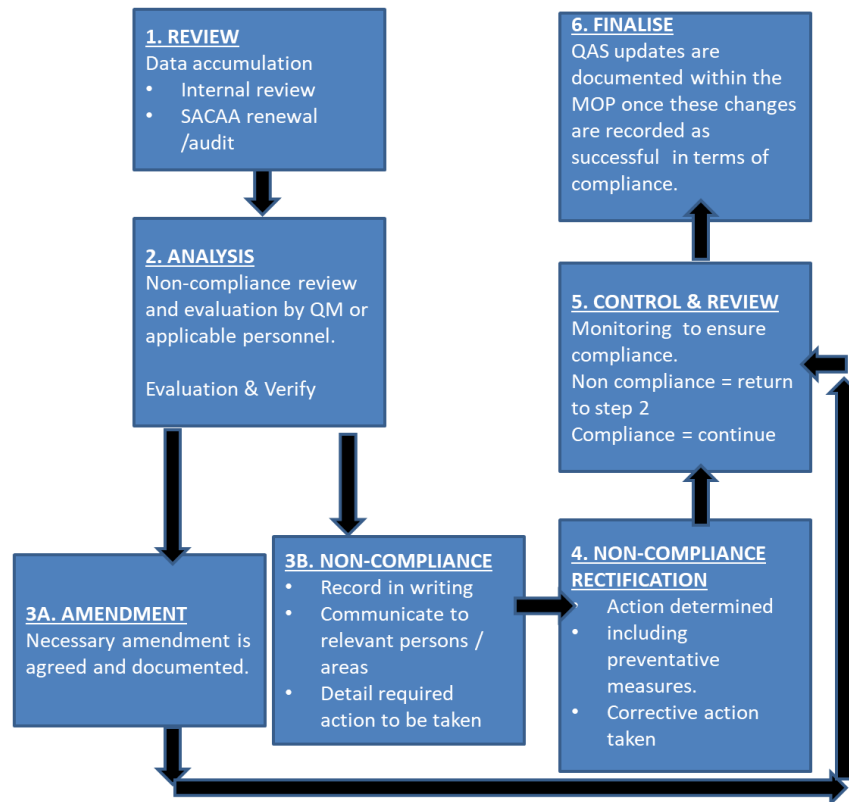 1. REVIEW
Data accumulation
• Internal review
• SACAA renewal
/audit
2. ANALYSIS
Non-compliance review
and evaluation by QM or
applicable personnel.
Evaluation & Verify
3A. AMENDMENT
Necessary amendment is
agreed and documented.
3B. NON-COMPLIANCE
• Record in writing
• Communicate to
relevant persons /
areas
• Detail required
action to be taken
4. NON-COMPLIANCE
RECTIFICATION
• Action determined
• including
preventative
measures.
• Corrective action
taken
5. CONTROL & REVIEW
Monitoring to ensure
compliance.
Non compliance = return
to step 2
Compliance = continue
6. FINALISE
QAS updates are
documented within the
MOP once these changes
are recorded as
successful in terms of
compliance.